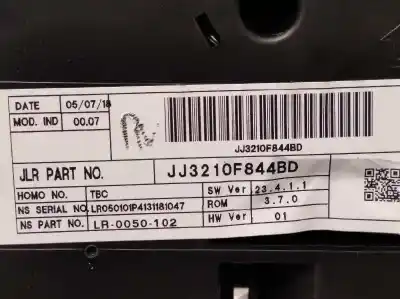 DATE 05/07/18
MOD. IND 00.07
JJ3210F844BD
JLR PART NO. JJ3210F844BD
HOMO NO. TBC SW Ver 23.4.1.1
NS SERIAL NO. LR050101P4131181047 ROM 3.7.0
NS PART NO. LR-0050-102 HW Ver 01